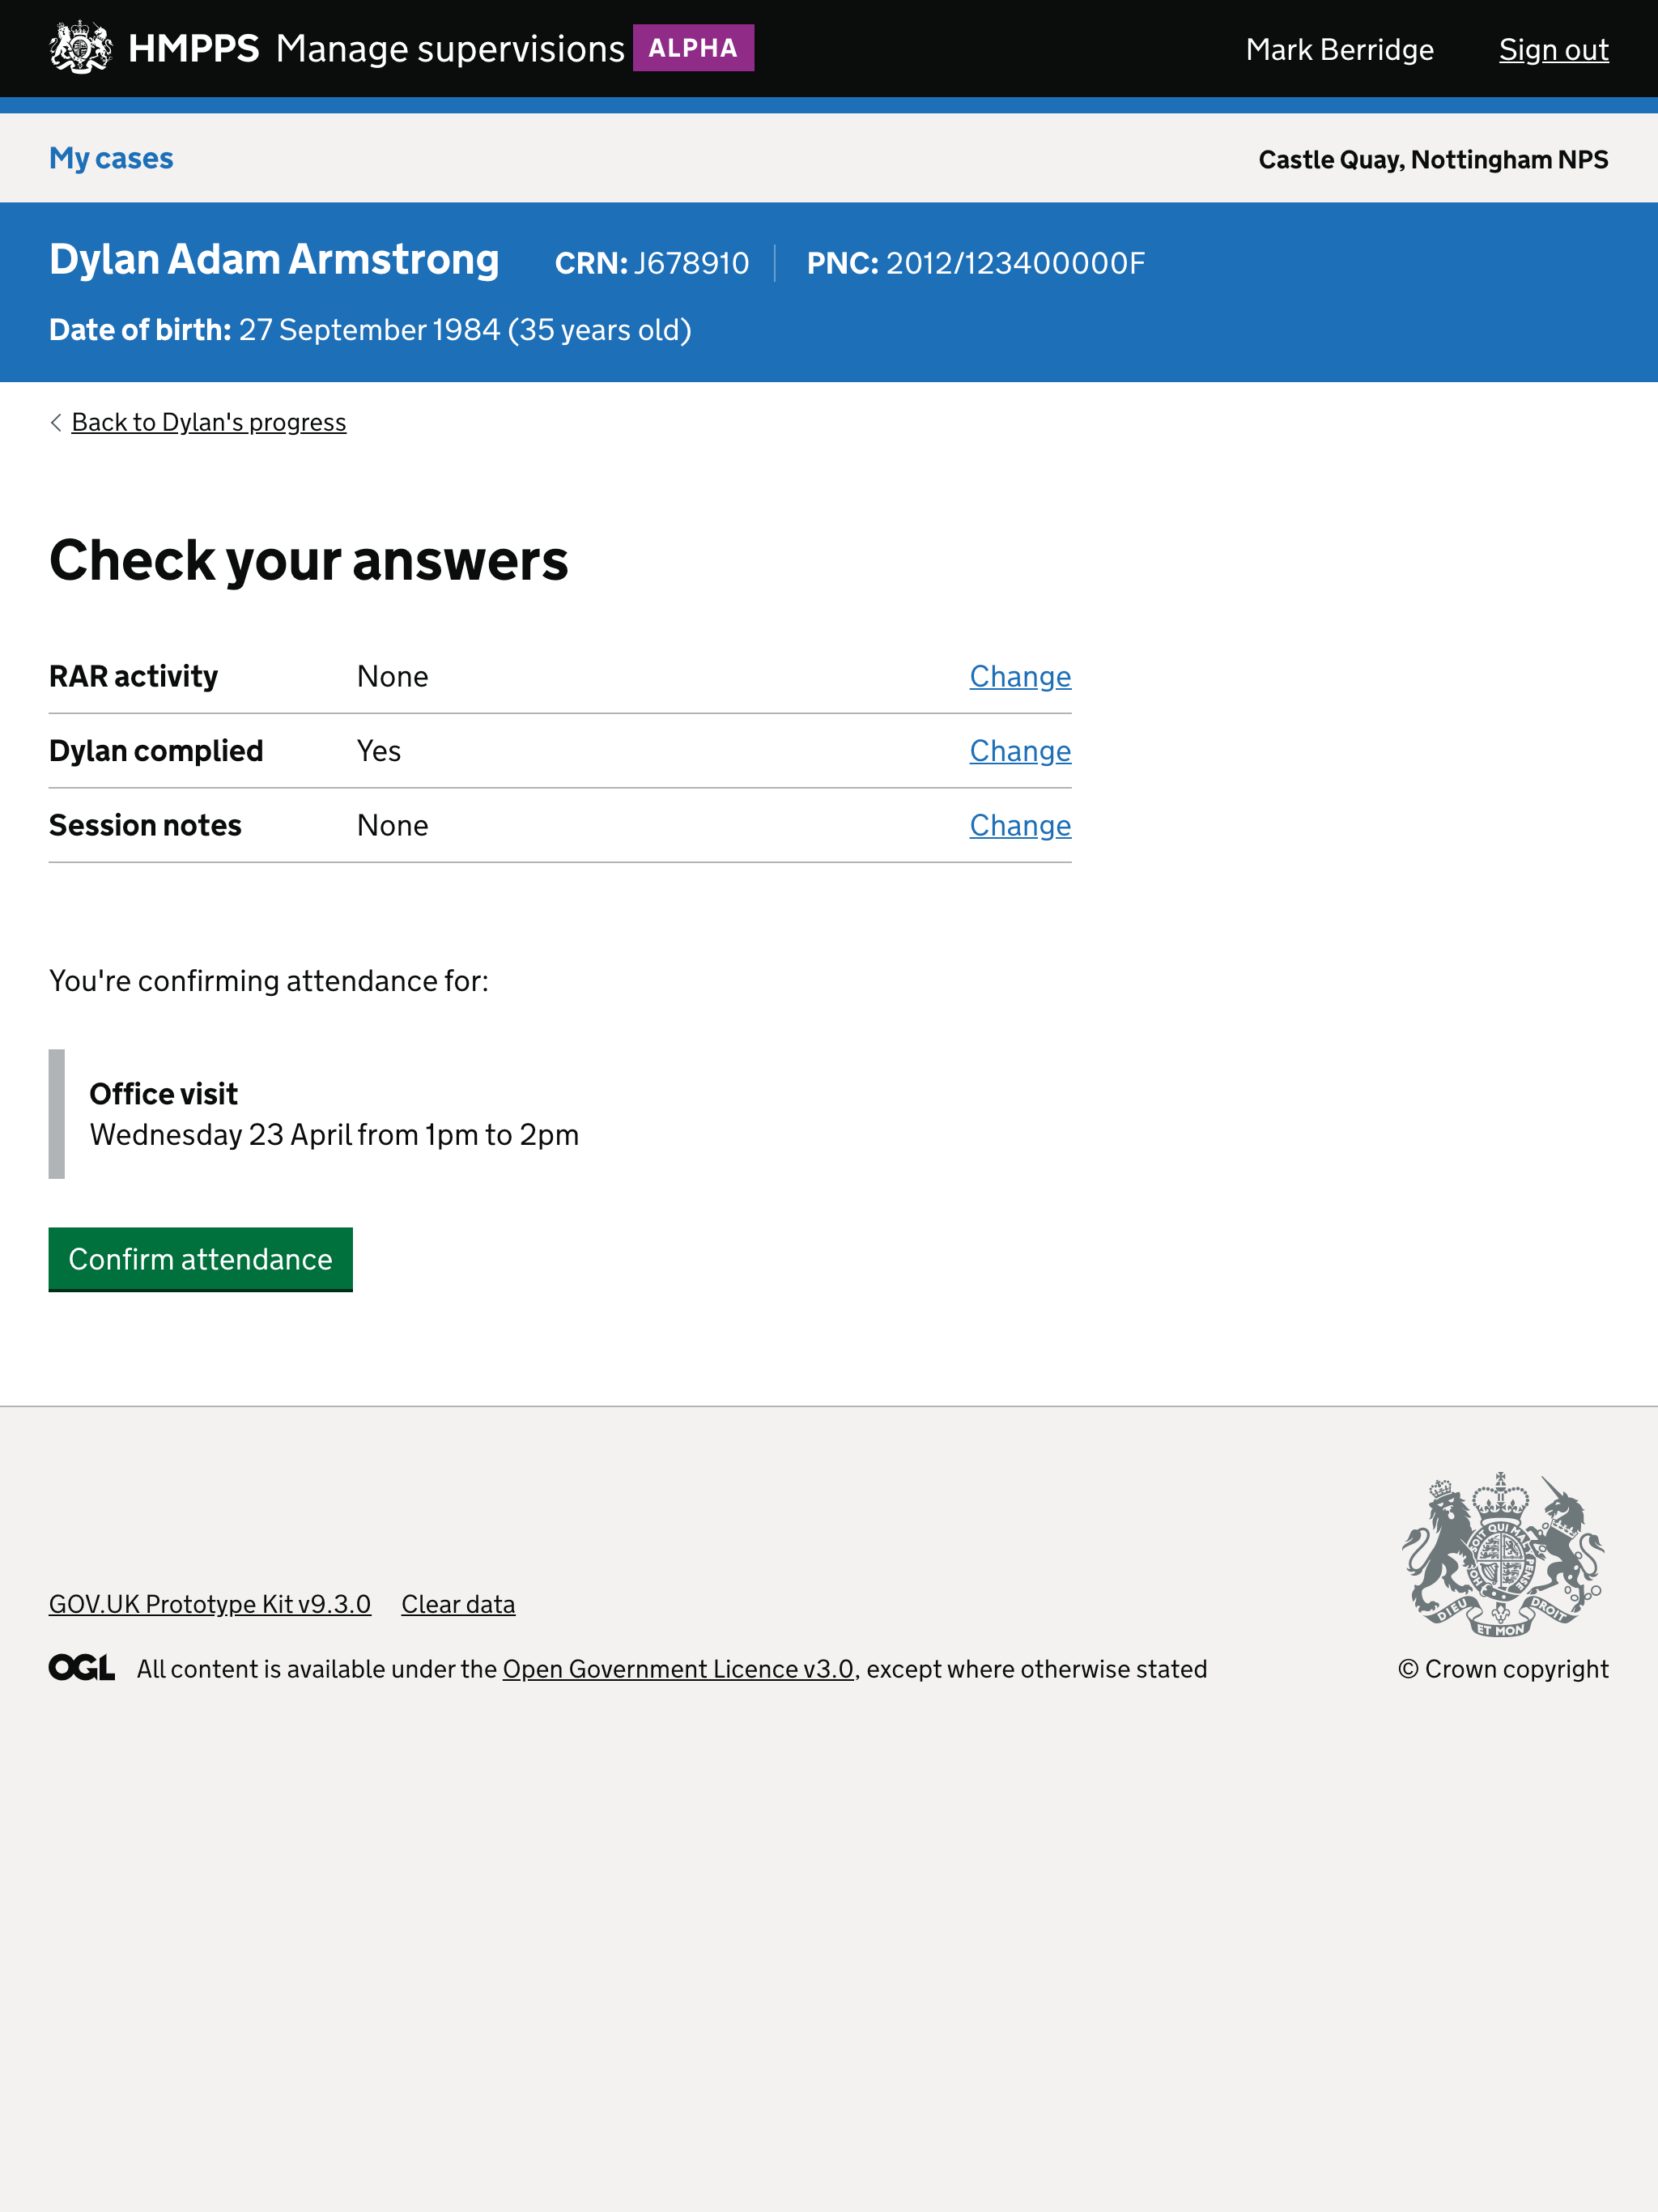 HMPPS Manage supervisions ALPHA
Mark Berridge Sign out
My cases
Castle Quay, Nottingham NPS
Dylan Adam Armstrong CRN: J678910 PNC: 2012/123400000F
Date of birth: 27 September 1984 (35 years old)
Back to Dylan's progress
Check your answers
RAR activity None Change
Dylan complied Yes Change
Session notes None Change
You're confirming attendance for:
Office visit
Wednesday 23 April from 1pm to 2pm
Confirm attendance
GOV.UK Prototype Kit v9.3.0 Clear data
OGL All content is available under the Open Government Licence v3.0, except where otherwise stated
SOIT QUI MAL
PENSE
HO
DIEU ET MON DROIT
© Crown copyright